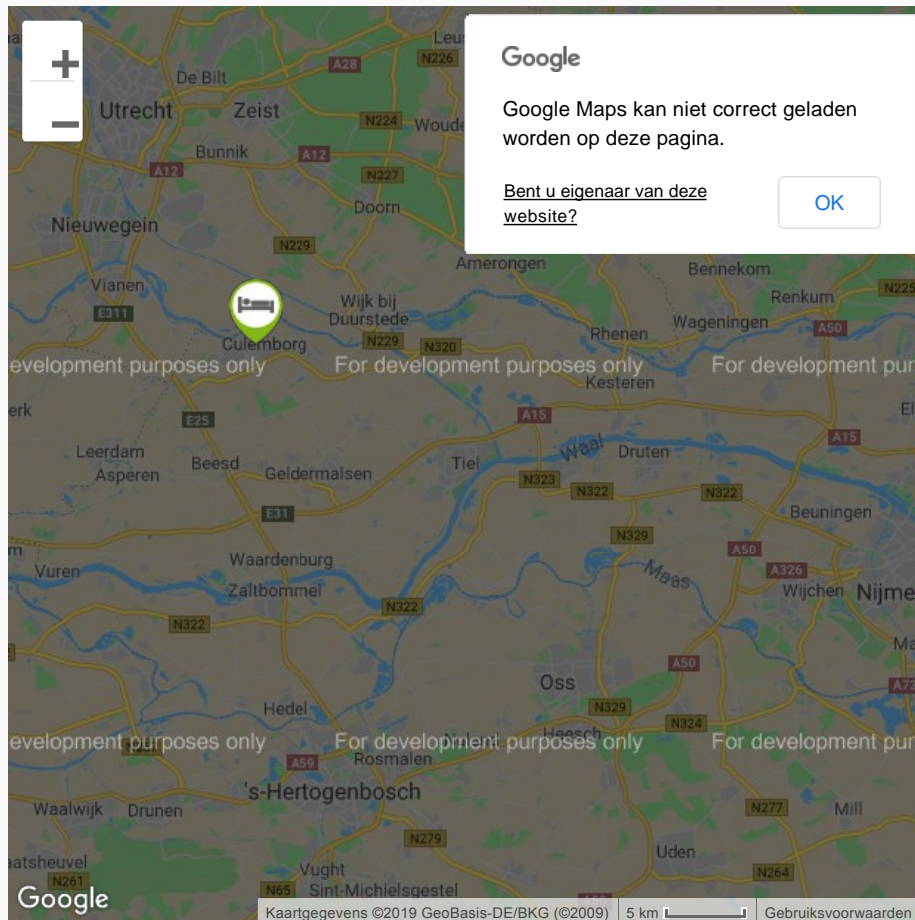 Google
Google Maps kan niet correct geladen
worden op deze pagina.
Bent u eigenaar van deze
website?
OK
+
−
A28
N226
De Bilt
Utrecht
Zeist
N224
Bunnik
A12
A12
N227
Doorn
Nieuwegein
N229
Amerongen
Bennekom
Vianen
Renkum
N225
E311
Wijk bij
Duurstede
Wageningen
A50
Rhenen
Culemborg
N229
N320
evelopment purposes only
For development purposes only
For development pur
Kesteren
erk
E25
A15
El
A15
Leerdam
Waal
Druten
Asperen
Beesd
Geldermalsen
Tiel
N323
N322
N322
E31
Beuningen
N329
m
A50
Waardenburg
Vuren
Maas
A326
Zaltbommel
Wijchen
Nijme
N322
N322
Ma
A50
Oss
A73
Hedel
N329
N324
evelopment purposes only
For development purposes only
For development pur
Nuland
Heesch
Rosmalen
A59
's-Hertogenbosch
Waalwijk
Drunen
N277
Mill
N279
Uden
aatsheuvel
Vught
N264
N261
N65
Sint-Michielsgestel
Google
Kaartgegevens ©2019 GeoBasis-DE/BKG (©2009)
5 km
Gebruiksvoorwaarden